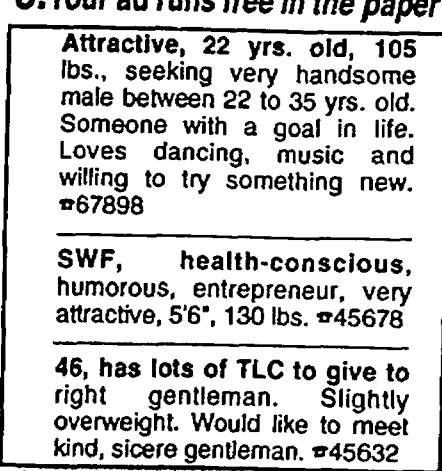 Your ad runs free in the paper
Attractive, 22 yrs. old, 105
lbs., seeking very handsome
male between 22 to 35 yrs. old.
Someone with a goal in life.
Loves dancing, music and
willing to try something new.
☎67898
SWF, health-conscious,
humorous, entrepreneur, very
attractive, 5'6", 130 lbs. ☎45678
46, has lots of TLC to give to
right gentleman. Slightly
overweight. Would like to meet
kind, sicere gentleman. ☎45632